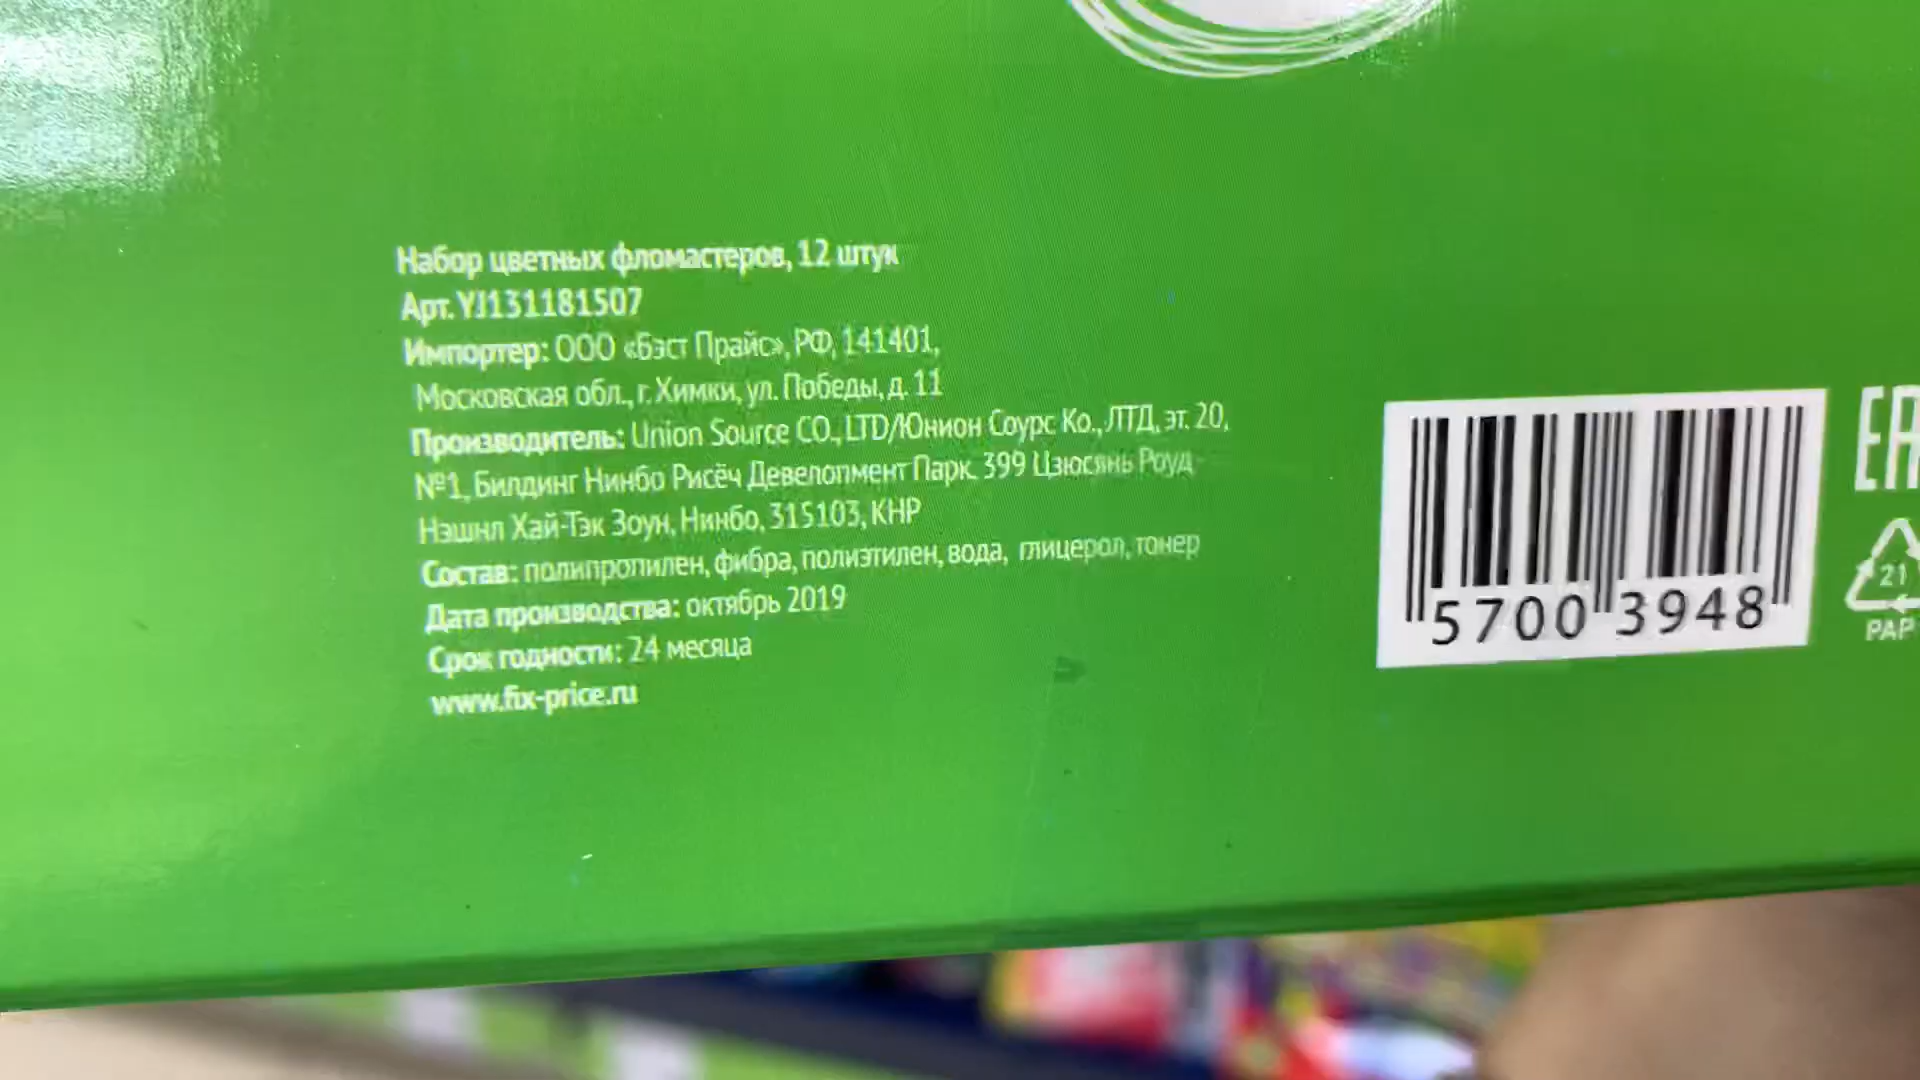 Набор цветных фломастеров, 12 штук
Арт. YJ131181507
Импортер: ООО «Бэст Прайс», РФ, 141401,
Московская обл., г. Химки, ул. Победы, д. 11
Производитель: Union Source CO., LTD/Юнион Соурс Ко., ЛТД, эт. 20,
№1, Билдинг Нинбо Рисёч Девелопмент Парк, 399 Цзюсянь Роуд
Нэшнл Хай-Тэк Зоун, Нинбо, 315103, КНР
Состав: полипропилен, фибра, полиэтилен, вода, глицерол, тонер
Дата производства: октябрь 2019
Срок годности: 24 месяца
www.fix-price.ru
5700 3948
21
PAP